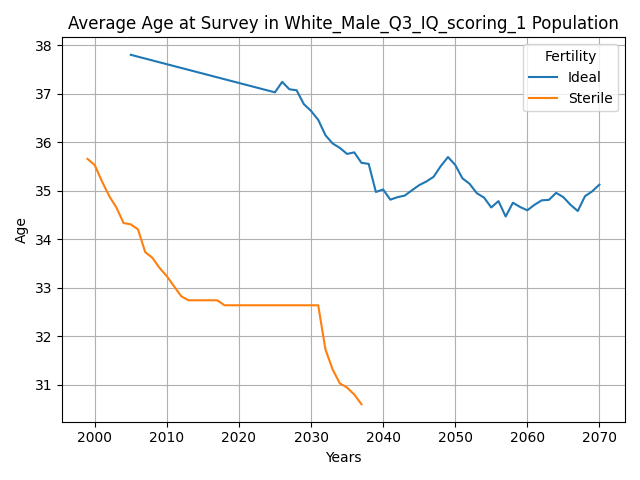 Average Age at Survey in White_Male_Q3_IQ_scoring_1 Population
Fertility
Ideal
Sterile
Age
38
37
36
35
34
33
32
31
2000 2010 2020 2030 2040 2050 2060 2070
Years